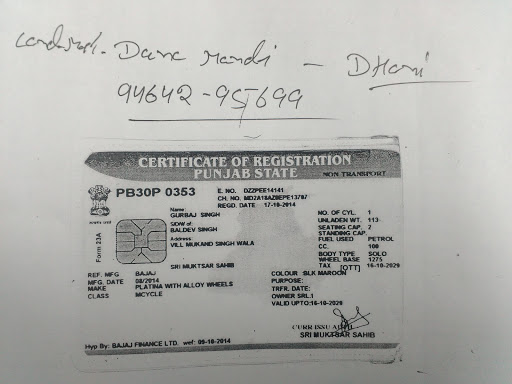 Landmark - Dana Mandi - Dhani
94642-95699
CERTIFICATE OF REGISTRATION
PUNJAB STATE NON TRANSPORT
PB30P 0353
E. NO. DZZPEE14141
CH. NO. MD2A18AZ8EPE13787
REGD. DATE 17-10-2014
Form 23A
Name:
GURBAJ SINGH
S/D/W of:
BALDEV SINGH
Address:
VILL MUKAND SINGH WALA
SRI MUKTSAR SAHIB
NO. OF CYL. 1
UNLADEN WT. 113
SEATING CAP. 2
STANDING CAP.
FUEL USED PETROL
CC. 100
BODY TYPE SOLO
WHEEL BASE 1275
TAX [OTT] 16-10-2029
REF. MFG BAJAJ
MFG. DATE 08/2014
MAKE PLATINA WITH ALLOY WHEELS
CLASS MCYCLE
COLOUR :BLK MAROON
PURPOSE:
TRFR. DATE:
OWNER SRL.1
VALID UPTO:16-10-2029
CURR ISSU AUTH
SRI MUKTSAR SAHIB
Hyp By: BAJAJ FINANCE LTD. wef: 09-10-2014